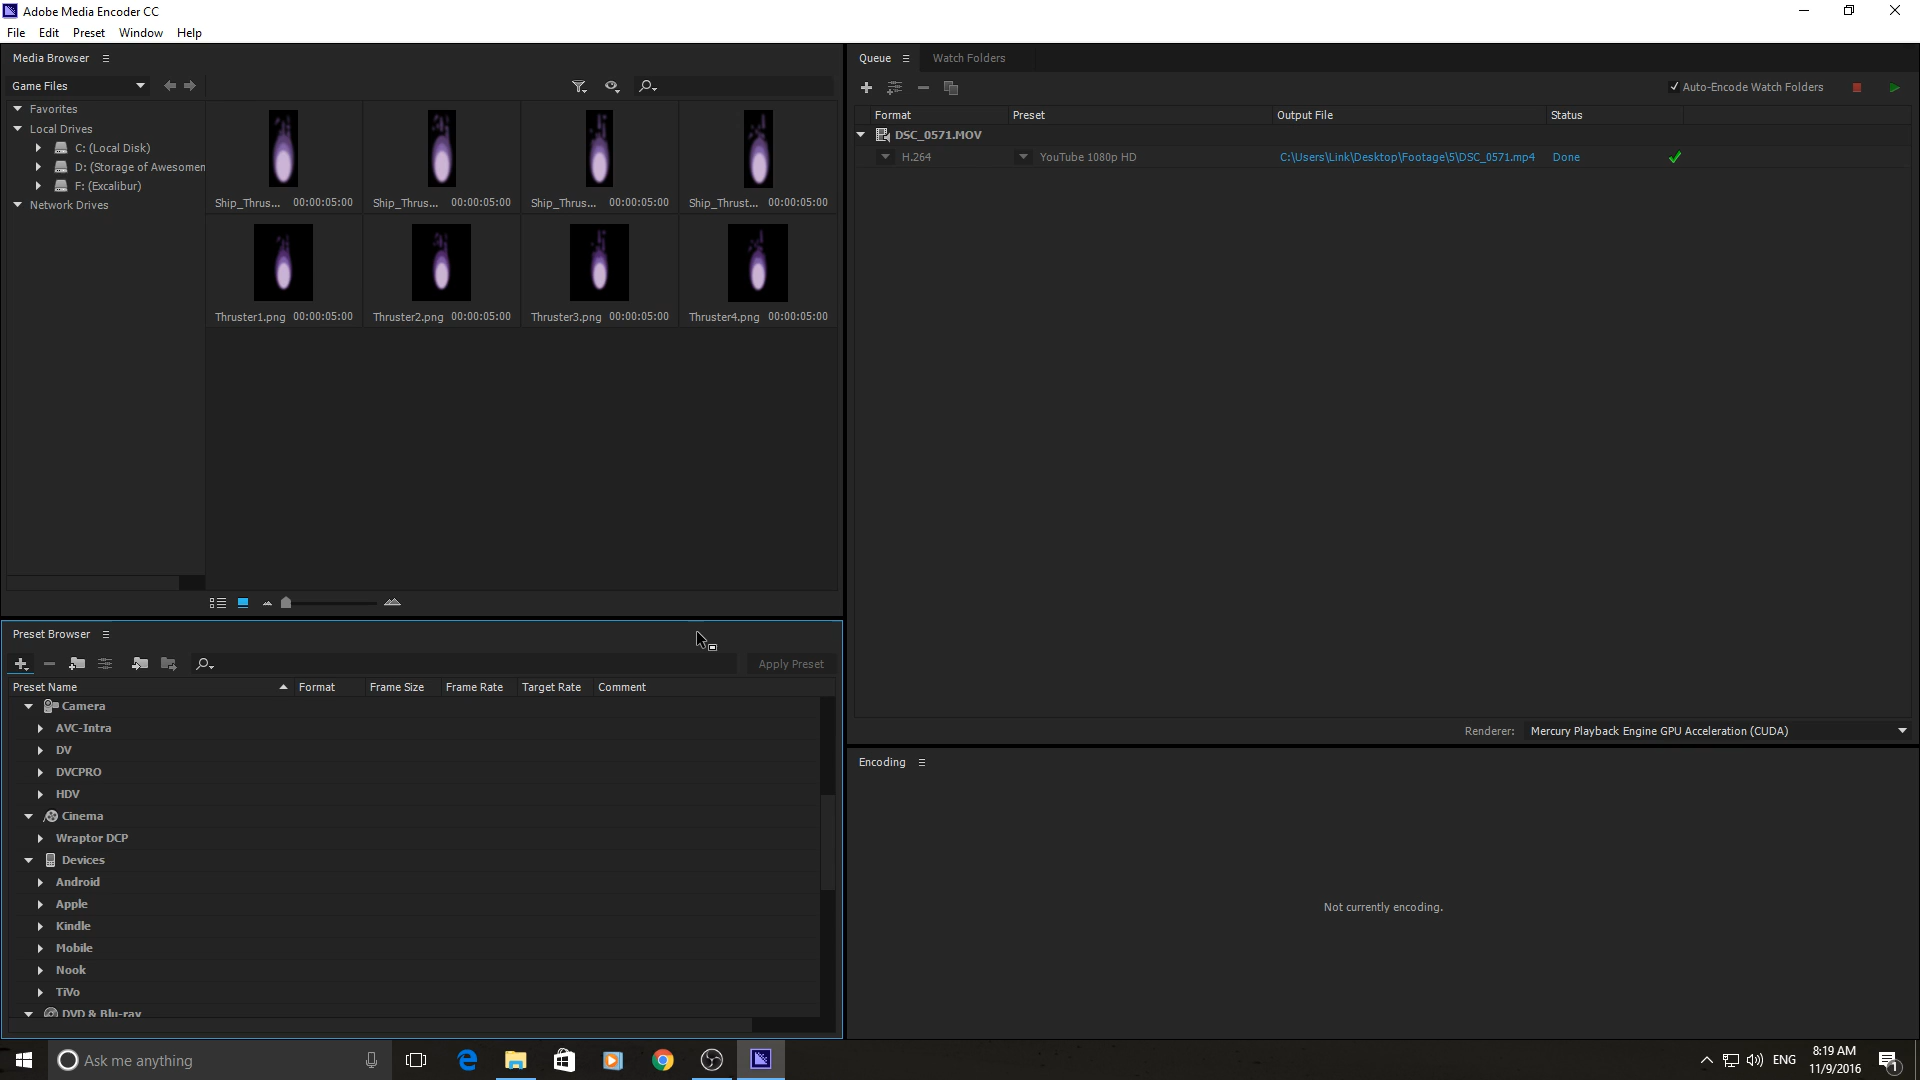 Adobe Media Encoder CC
File Edit Preset Window Help
Media Browser
Game Files
Favorites
Local Drives
C: (Local Disk)
D: (Storage of Awesomen
F: (Excalibur)
Network Drives
Ship_Thrus... 00:00:05:00 Ship_Thrus... 00:00:05:00 Ship_Thrus... 00:00:05:00 Ship_Thrust... 00:00:05:00
Thruster1.png 00:00:05:00 Thruster2.png 00:00:05:00 Thruster3.png 00:00:05:00 Thruster4.png 00:00:05:00
Queue Watch Folders
Auto-Encode Watch Folders
Format Preset Output File Status
DSC_0571.MOV
H.264 YouTube 1080p HD C:\Users\Link\Desktop\Footage\5\DSC_0571.mp4 Done
Renderer: Mercury Playback Engine GPU Acceleration (CUDA)
Preset Browser
Apply Preset
Preset Name Format Frame Size Frame Rate Target Rate Comment
Camera
AVC-Intra
DV
DVCPRO
HDV
Cinema
Wraptor DCP
Devices
Android
Apple
Kindle
Mobile
Nook
TiVo
DVD & Blu-ray
Encoding
Not currently encoding.
Ask me anything
ENG
8:19 AM
11/9/2016
1